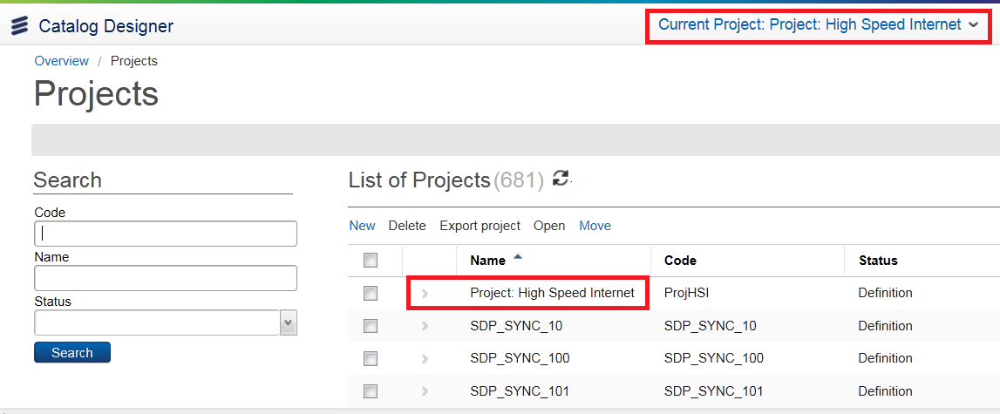 Catalog Designer
Current Project: Project: High Speed Internet
Overview / Projects
Projects
Search
Code
Name
Status
Search
List of Projects (681)
New Delete Export project Open Move
Name Code Status
Project: High Speed Internet ProjHSI Definition
SDP_SYNC_10 SDP_SYNC_10 Definition
SDP_SYNC_100 SDP_SYNC_100 Definition
SDP_SYNC_101 SDP_SYNC_101 Definition